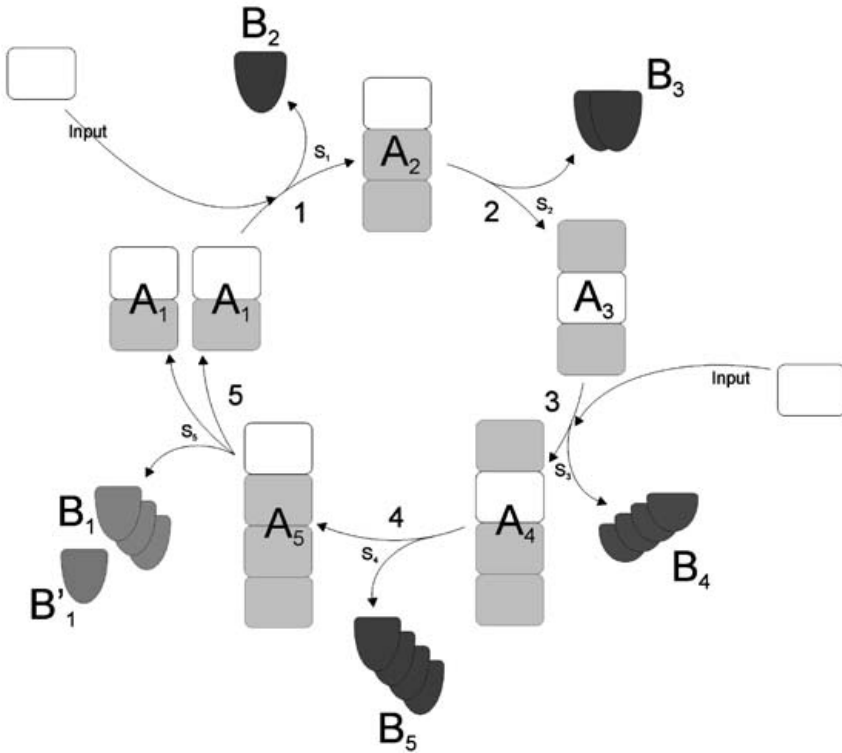 B₂
B₃
Input
S₁
A₂
1
2
S₂
A₁
A₁
A₃
Input
3
5
S₅
S₃
4
A₅
A₄
S₄
B₁
B'₁
B₄
B₅